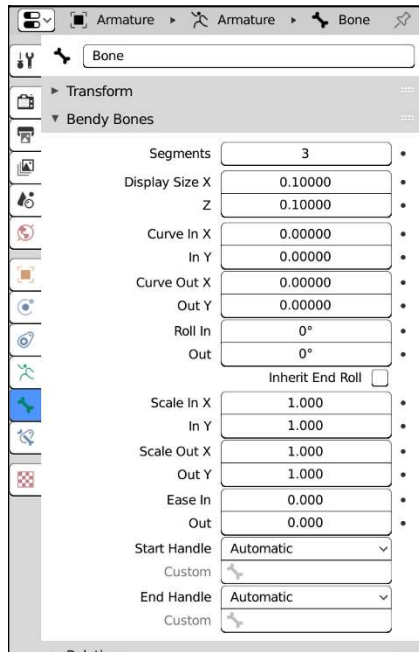 Armature ▸ Armature ▸ Bone
Bone
Transform
Bendy Bones
Segments 3
Display Size X 0.10000
Z 0.10000
Curve In X 0.00000
In Y 0.00000
Curve Out X 0.00000
Out Y 0.00000
Roll In 0°
Out 0°
Inherit End Roll
Scale In X 1.000
In Y 1.000
Scale Out X 1.000
Out Y 1.000
Ease In 0.000
Out 0.000
Start Handle Automatic
Custom
End Handle Automatic
Custom